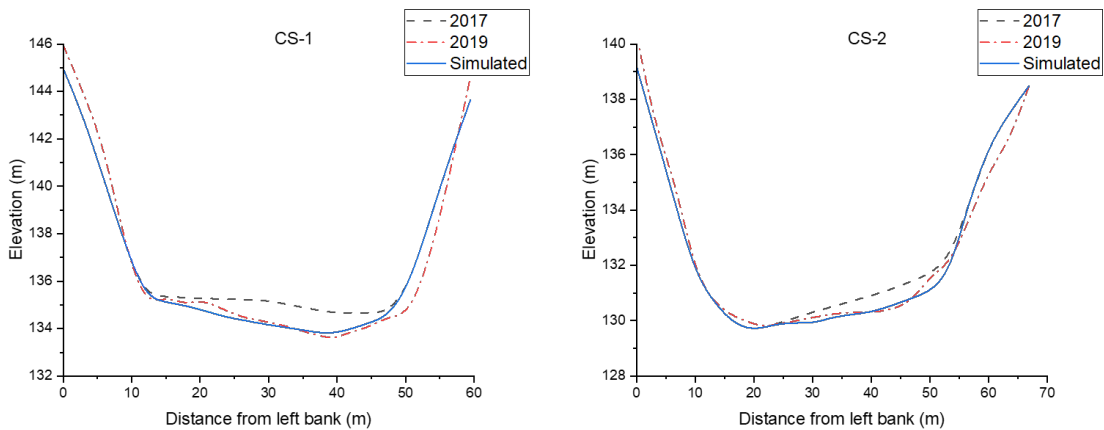 CS-1
2017
2019
Simulated
146
144
142
140
138
136
134
132
Elevation (m)
0 10 20 30 40 50 60
Distance from left bank (m)
CS-2
2017
2019
Simulated
140
138
136
134
132
130
128
Elevation (m)
0 10 20 30 40 50 60 70
Distance from left bank (m)